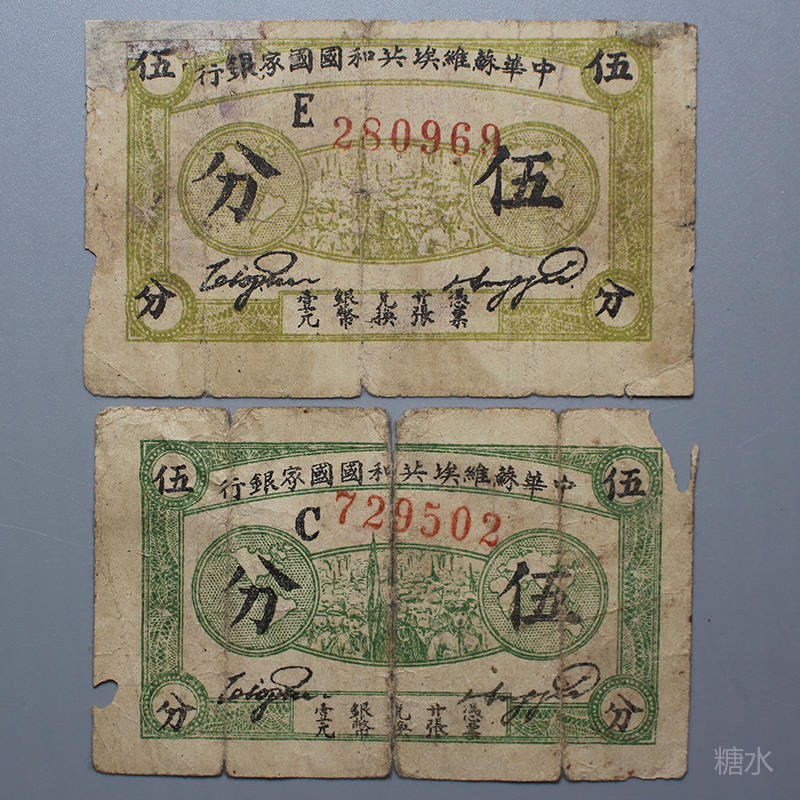 伍 伍
中華蘇維埃共和國國家銀行
E 280969
伍分
憑票廿張兌換銀幣壹元
分 分
伍 伍
中華蘇維埃共和國國家銀行
C 729502
伍分
憑票廿張兌換銀幣壹元
分 分
糖水